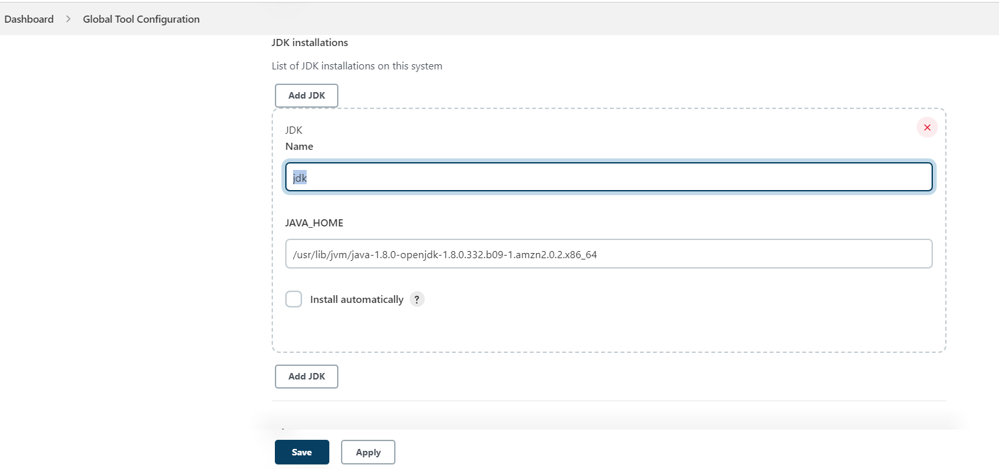 Dashboard > Global Tool Configuration
JDK installations
List of JDK installations on this system
Add JDK
JDK
Name
jdk
JAVA_HOME
/usr/lib/jvm/java-1.8.0-openjdk-1.8.0.332.b09-1.amzn2.0.2.x86_64
Install automatically ?
Add JDK
Save Apply